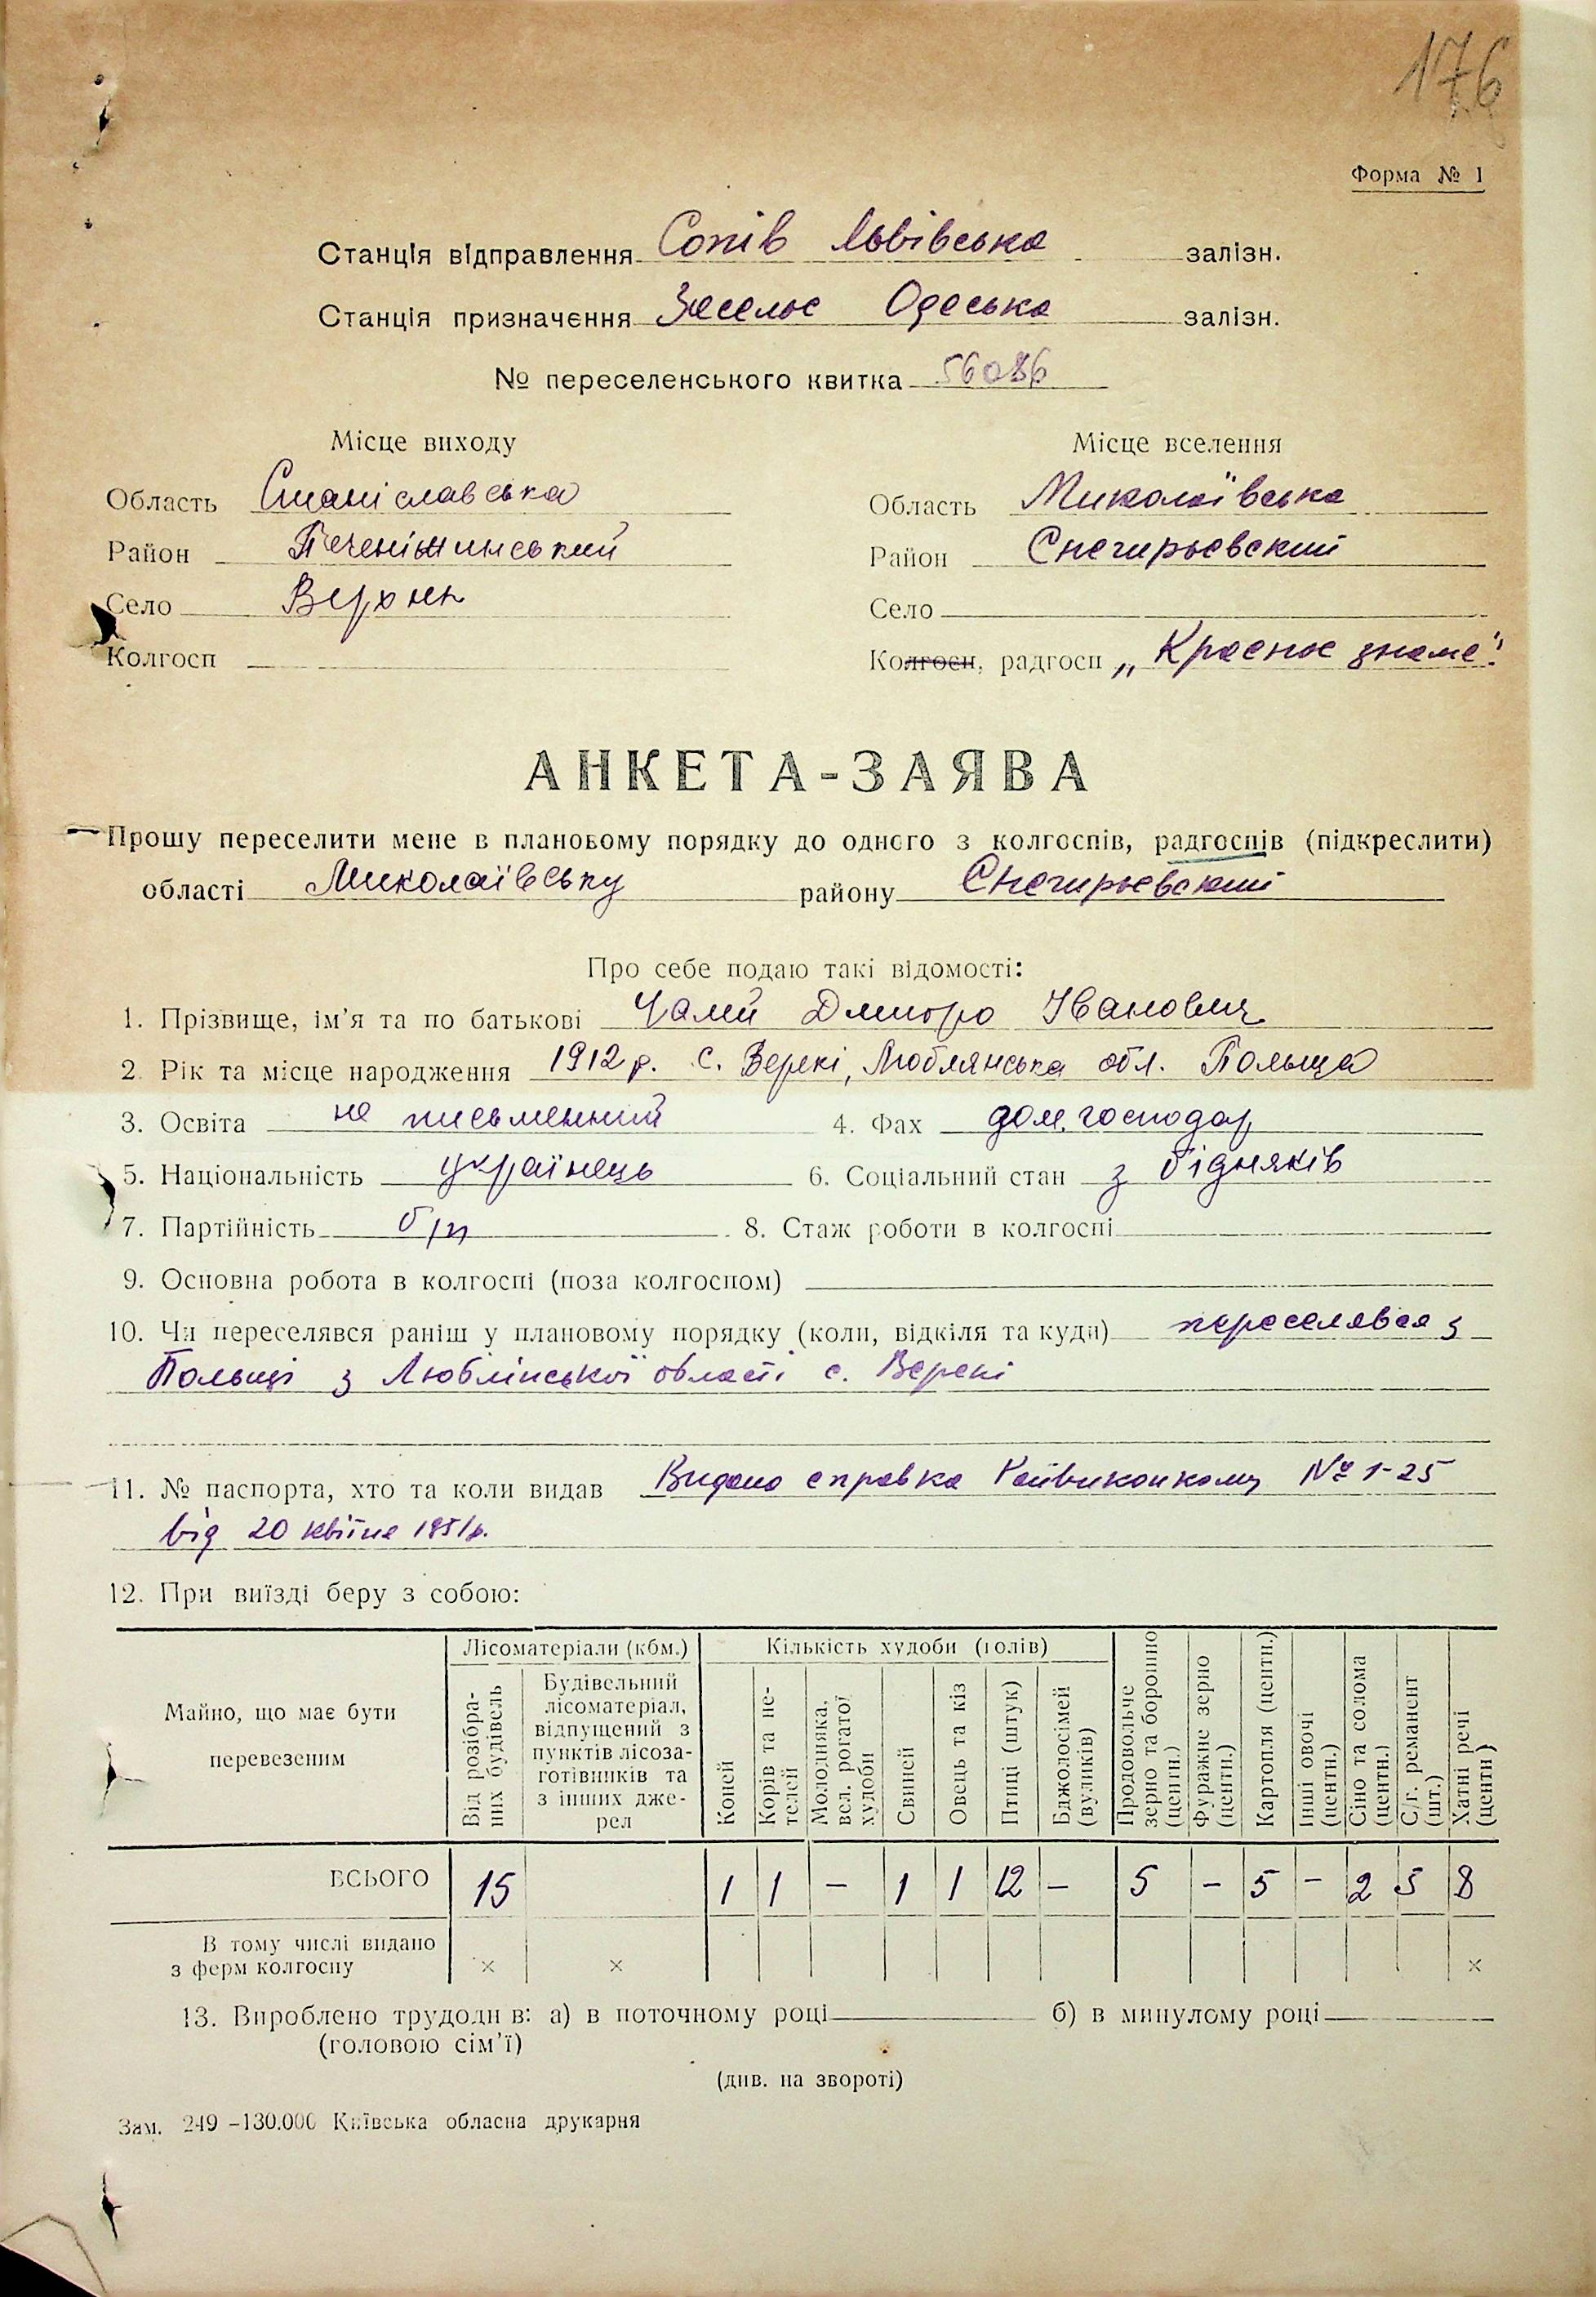 176
Форма № 1
Станція відправлення Сопів Львівська залізн.
Станція призначення Заселье Одеська залізн.
№ переселенського квитка 56086
Місце виходу
Місце вселення
Область Станіславська
Область Миколаївська
Район Печеніжинський
Район Снегирьевский
Село Верхнє
Село
Колгосп
Колгосп, радгосп „Красное знаме".
АНКЕТА-ЗАЯВА
Прошу переселити мене в плановому порядку до одного з колгоспів, радгоспів (підкреслити)
області Миколаївську району Снегирьевский
Про себе подаю такі відомості:
1. Прізвище, ім'я та по батькові Чалий Дмитро Іванович
2. Рік та місце народження 1912 р. с. Верекі, Люблянська обл. Польща
3. Освіта не письменний 4. Фах дом. господар
5. Національність українець 6. Соціальний стан з бідняків
7. Партійність б/п 8. Стаж роботи в колгоспі
9. Основна робота в колгоспі (поза колгоспом)
10. Чи переселявся раніш у плановому порядку (коли, відкіля та куди) переселявся з
Польщі з Люблінської області с. Верекі
11. № паспорта, хто та коли видав Видано справка Райвиконкому № 1-25
від 20 квітне 1951 р.
12. При виїзді беру з собою:
Майно, що має бути перевезеним
Лісоматеріали (кбм.)
Кількість худоби (голів)
Від розібраних будівель
Будівельний лісоматеріал, відпущений з пунктів лісозаготівників та з інших джерел
Коней
Корів та нетелей
Молодняка, вел. рогатої худоби
Свиней
Овець та кіз
Птиці (штук)
Бджолосімей (вуликів)
Продовольче зерно та борошно (центн.)
Фуражне зерно (центн.)
Картопля (центн.)
Інші овочі (центн.)
Сіно та солома (центн.)
С/г. реманент (шт.)
Хатні речі (центн)
ВСЬОГО 15 1 1 – 1 1 12 – 5 – 5 – 2 5 8
В тому числі видано
з ферм колгоспу × × ×
13. Вироблено трудодн в: а) в поточному році б) в минулому році
(головою сім'ї)
(див. на звороті)
Зам. 249 –130.000 Київська обласна друкарня